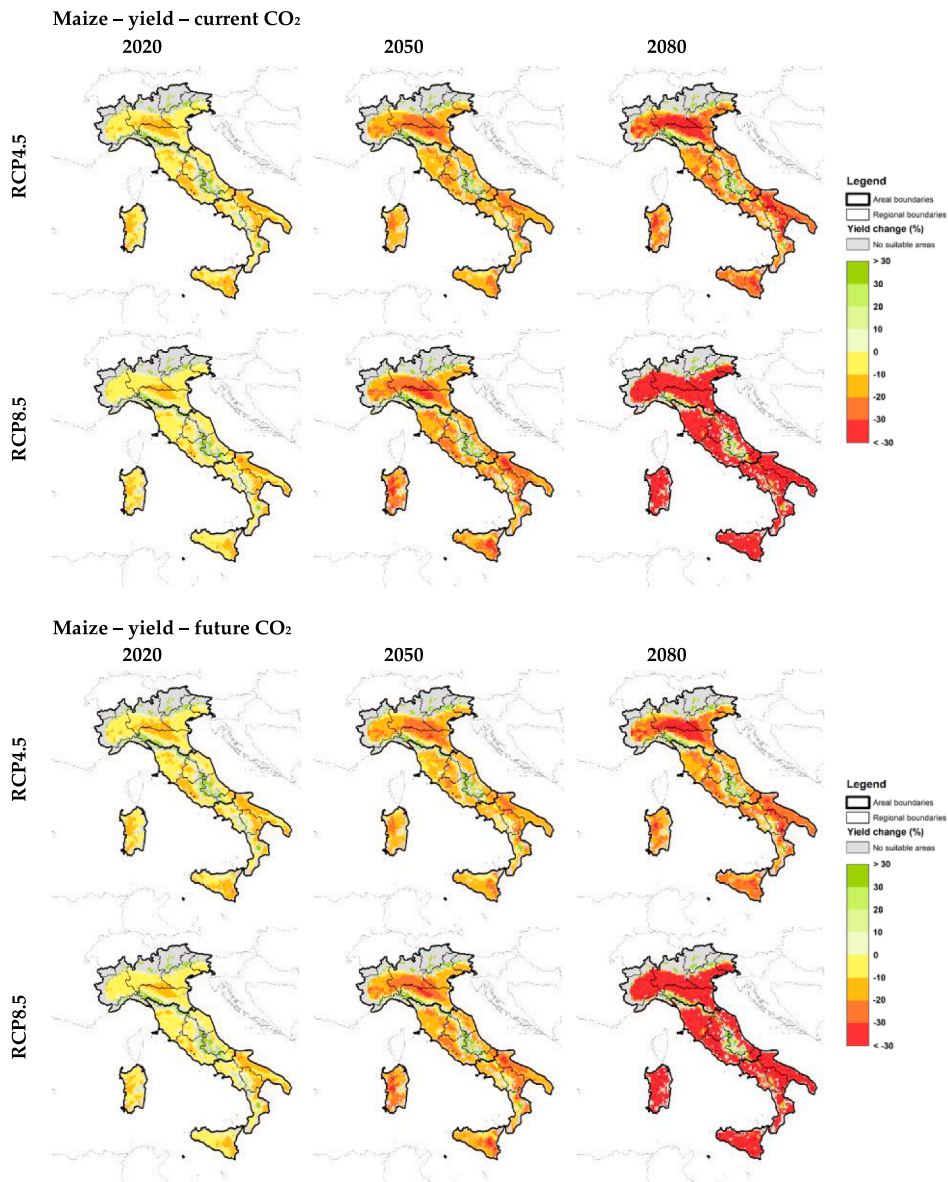 Maize – yield – current CO₂
2020 2050 2080
RCP4.5
RCP8.5
Legend
Areal boundaries
Regional boundaries
Yield change (%)
No suitable areas
> 30
30
20
10
0
-10
-20
-30
< -30
Maize – yield – future CO₂
2020 2050 2080
RCP4.5
RCP8.5
Legend
Areal boundaries
Regional boundaries
Yield change (%)
No suitable areas
> 30
30
20
10
0
-10
-20
-30
< -30